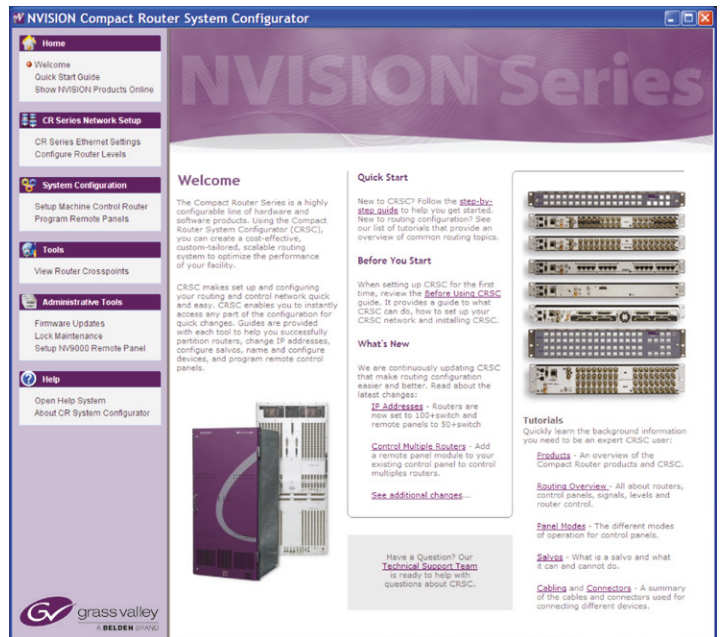 NVISION Compact Router System Configurator
Home
Welcome
Quick Start Guide
Show NVISION Products Online
CR Series Network Setup
CR Series Ethernet Settings
Configure Router Levels
System Configuration
Setup Machine Control Router
Program Remote Panels
Tools
View Router Crosspoints
Administrative Tools
Firmware Updates
Lock Maintenance
Setup NV9000 Remote Panel
Help
Open Help System
About CR System Configurator
grass valley
A BELDEN BRAND
NVISION Series
Welcome
The Compact Router Series is a highly
configurable line of hardware and
software products. Using the Compact
Router System Configurator (CRSC),
you can create a cost-effective,
custom-tailored, scalable routing
system to optimize the performance
of your facility.
CRSC makes set up and configuring
your routing and control network quick
and easy. CRSC enables you to instantly
access any part of the configuration for
quick changes. Guides are provided
with each tool to help you successfully
partition routers, change IP addresses,
configure salvos, name and configure
devices, and program remote control
panels.
Quick Start
New to CRSC? Follow the step-by-
step guide to help you get started.
New to routing configuration? See
our list of tutorials that provide an
overview of common routing topics.
Before You Start
When setting up CRSC for the first
time, review the Before Using CRSC
guide. It provides a guide to what
CRSC can do, how to set up your
CRSC network and installing CRSC.
What's New
We are continuously updating CRSC
that make routing configuration
easier and better. Read about the
latest changes:
IP Addresses - Routers are
now set to 100+switch and
remote panels to 50+switch
Control Multiple Routers - Add
a remote panel module to your
existing control panel to control
multiples routers.
See additional changes...
Have a Question? Our
Technical Support Team
is ready to help with
questions about CRSC.
Tutorials
Quickly learn the background information
you need to be an expert CRSC user:
Products - An overview of the
Compact Router products and CRSC.
Routing Overview - All about routers,
control panels, signals, levels and
router control.
Panel Modes - The different modes
of operation for control panels.
Salvos - What is a salvo and what
it can and cannot do.
Cabling and Connectors - A summary
of the cables and connectors used for
connecting different devices.